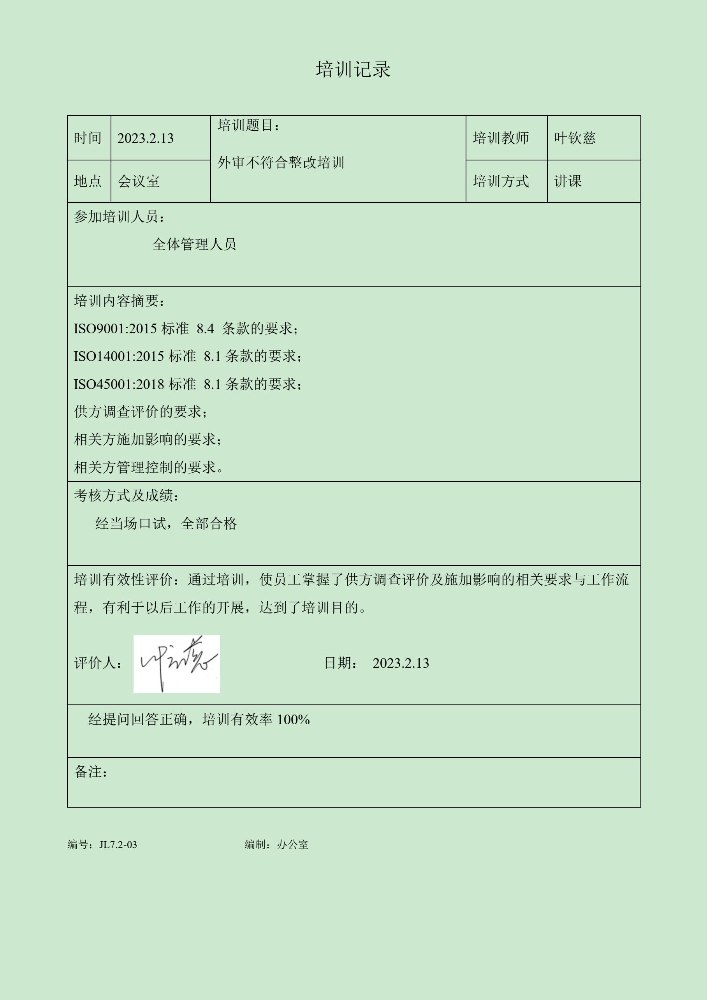 培训记录
时间 2023.2.13 培训题目： 培训教师 叶钦慈
外审不符合整改培训
地点 会议室 培训方式 讲课
参加培训人员：
全体管理人员
培训内容摘要：
ISO9001:2015 标准 8.4 条款的要求；
ISO14001:2015 标准 8.1 条款的要求；
ISO45001:2018 标准 8.1 条款的要求；
供方调查评价的要求；
相关方施加影响的要求；
相关方管理控制的要求。
考核方式及成绩：
经当场口试，全部合格
培训有效性评价：通过培训，使员工掌握了供方调查评价及施加影响的相关要求与工作流
程，有利于以后工作的开展，达到了培训目的。
评价人： 叶钦慈 日期： 2023.2.13
经提问回答正确，培训有效率 100%
备注：
编号：JL7.2-03 编制：办公室